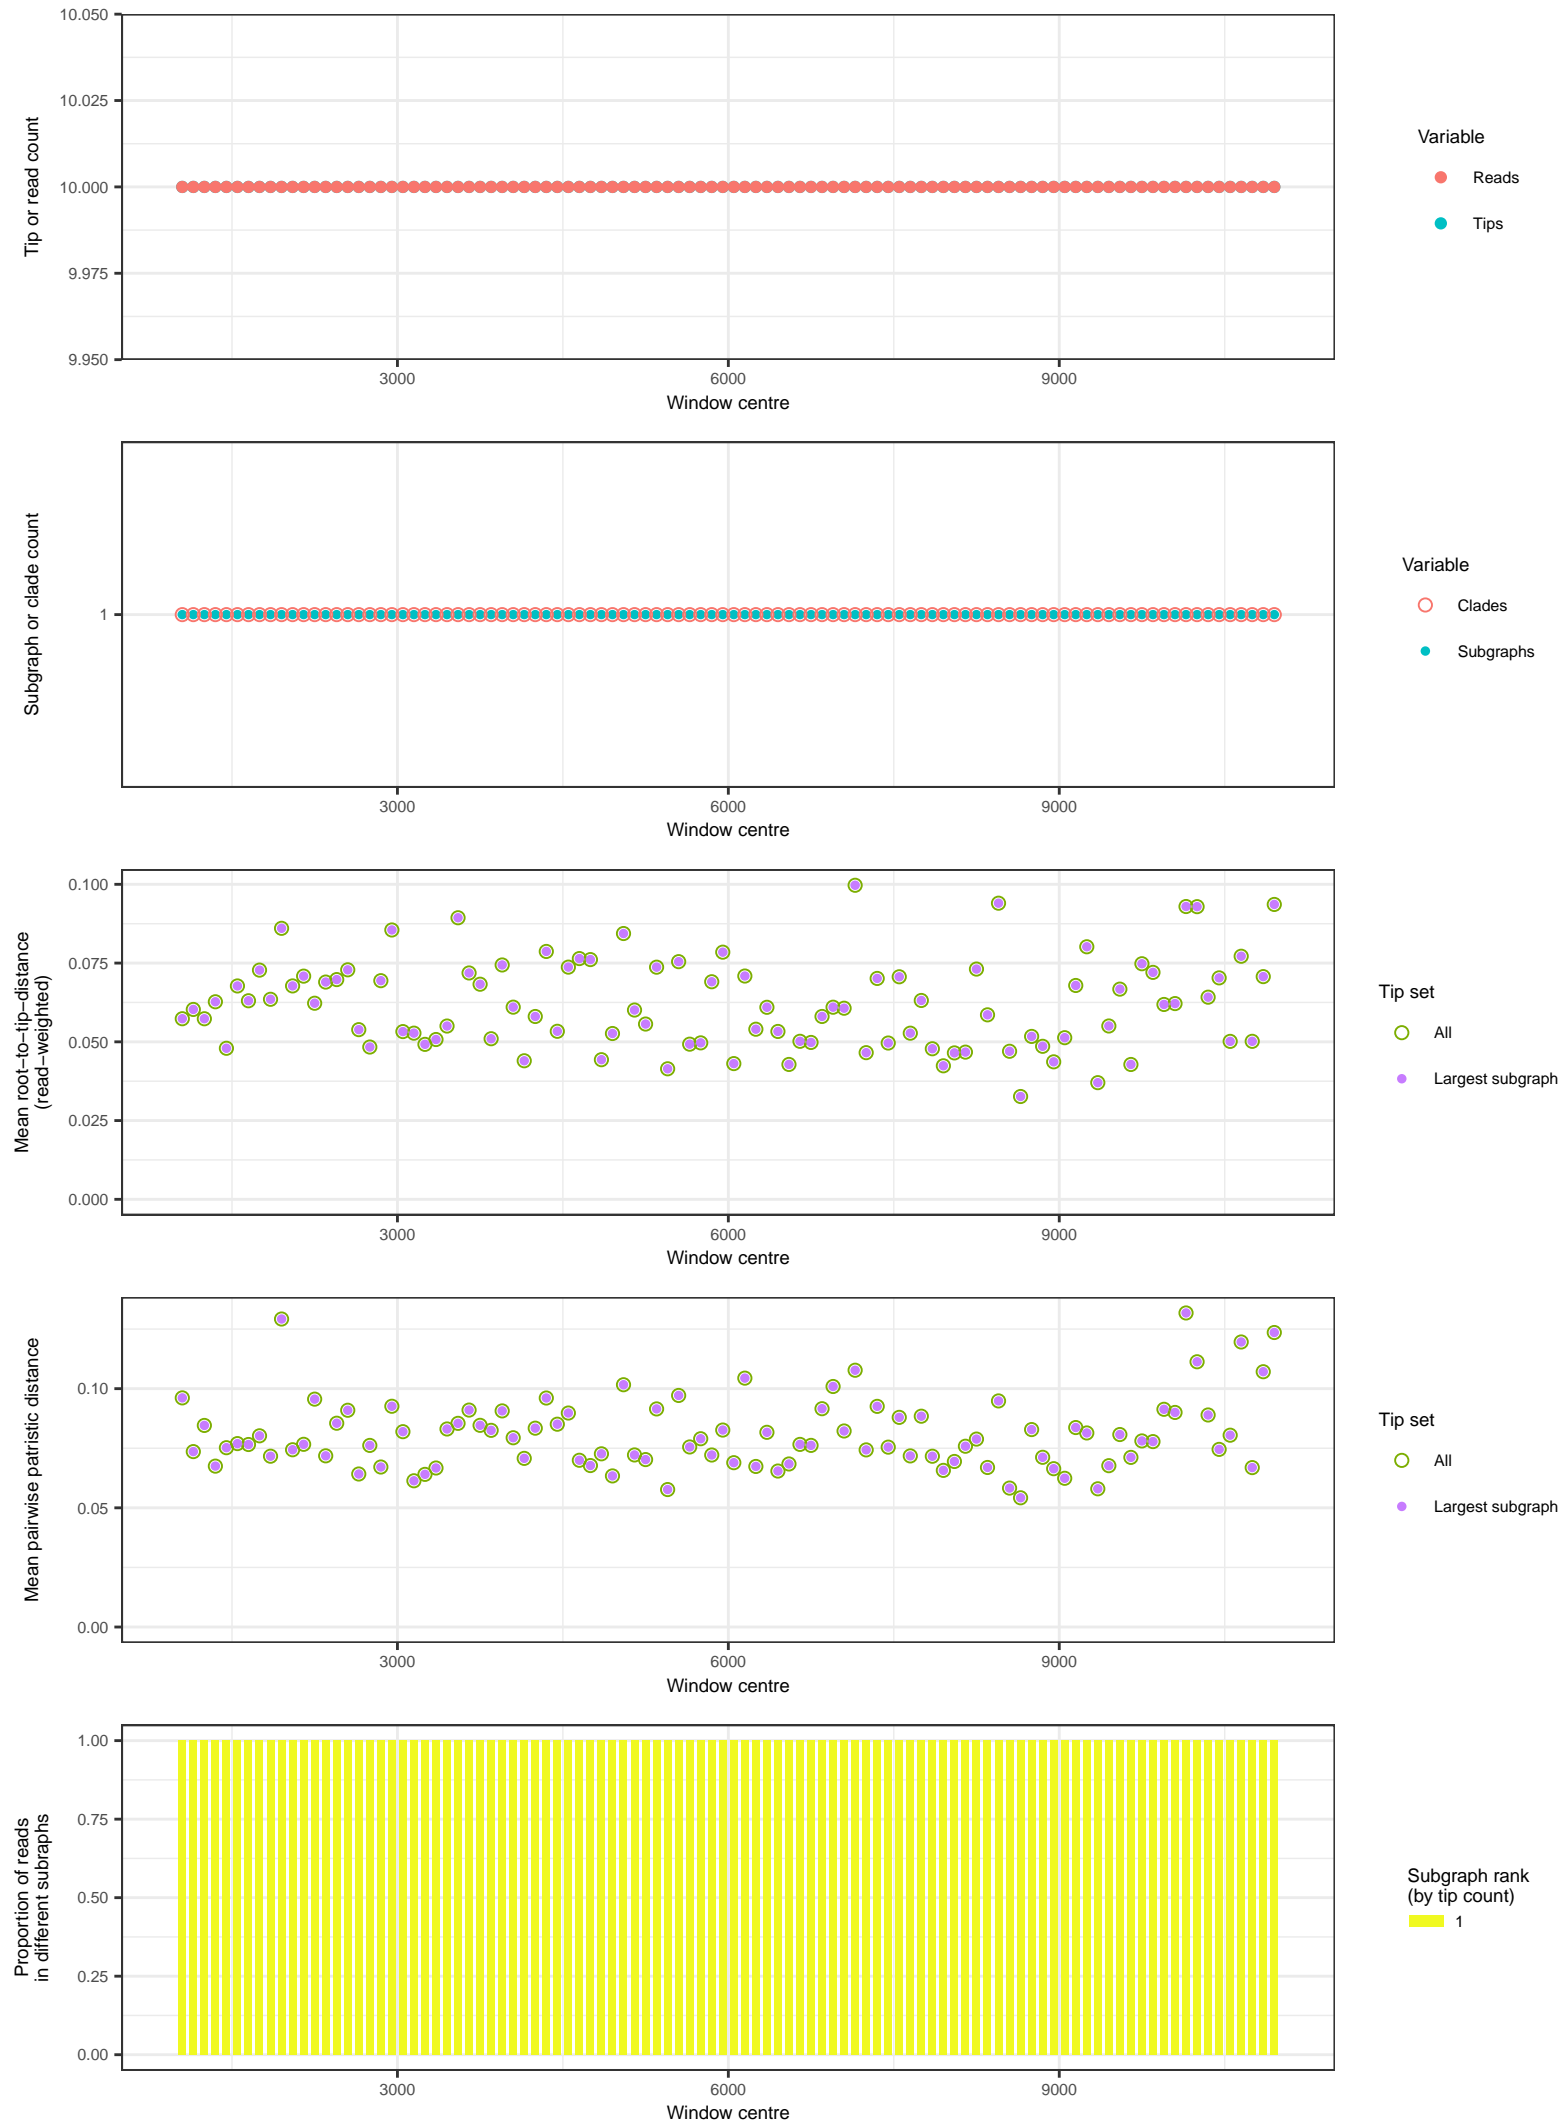 10.050
10.025
10.000
9.975
9.950
Tip or read count
3000
6000
9000
Window centre
Variable
Reads
Tips
1
Subgraph or clade count
3000
6000
9000
Window centre
Variable
Clades
Subgraphs
0.100
0.075
0.050
0.025
0.000
Mean root−to−tip−distance
(read−weighted)
3000
6000
9000
Window centre
Tip set
All
Largest subgraph
0.10
0.05
0.00
Mean pairwise patristic distance
3000
6000
9000
Window centre
Tip set
All
Largest subgraph
1.00
0.75
0.50
0.25
0.00
Proportion of reads
in different subraphs
3000
6000
9000
Window centre
Subgraph rank
(by tip count)
1